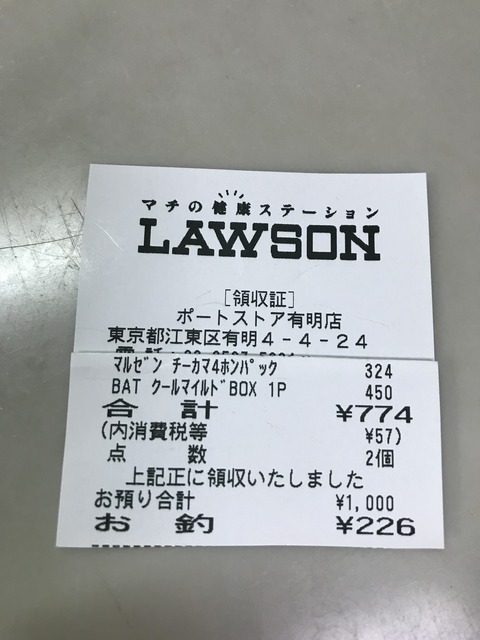 マチの健康ステーション
LAWSON
[領収証]
ポートストア有明店
東京都江東区有明4-4-24
マルゼン チーカマ4ホンパック 324
BAT クールマイルドBOX 1P 450
合計 ¥774
(内消費税等 ¥57)
点数 2個
上記正に領収いたしました
お預り合計 ¥1,000
お釣 ¥226